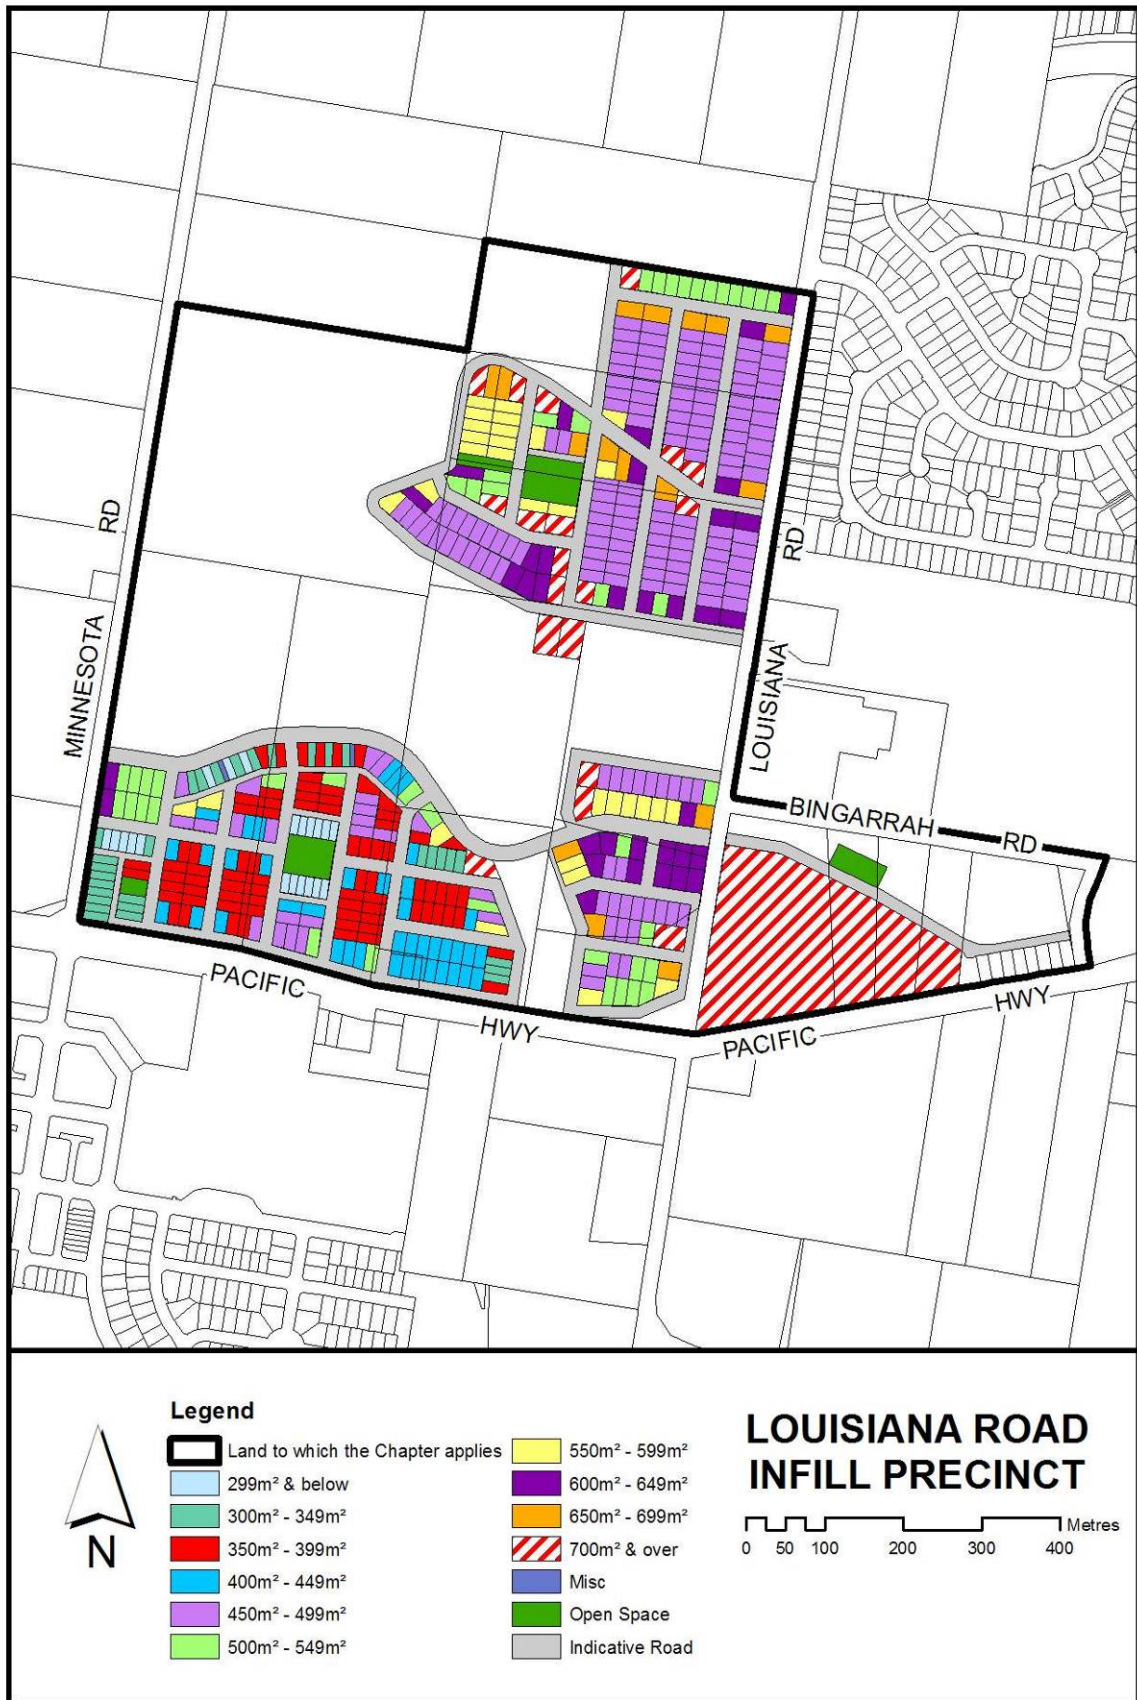 RD
MINNESOTA
RD
LOUISIANA
BINGARRAH
RD
PACIFIC
HWY
PACIFIC
HWY
Legend
Land to which the Chapter applies
299m² & below
300m² - 349m²
350m² - 399m²
400m² - 449m²
450m² - 499m²
500m² - 549m²
550m² - 599m²
600m² - 649m²
650m² - 699m²
700m² & over
Misc
Open Space
Indicative Road
N
LOUISIANA ROAD
INFILL PRECINCT
Metres
0 50 100 200 300 400